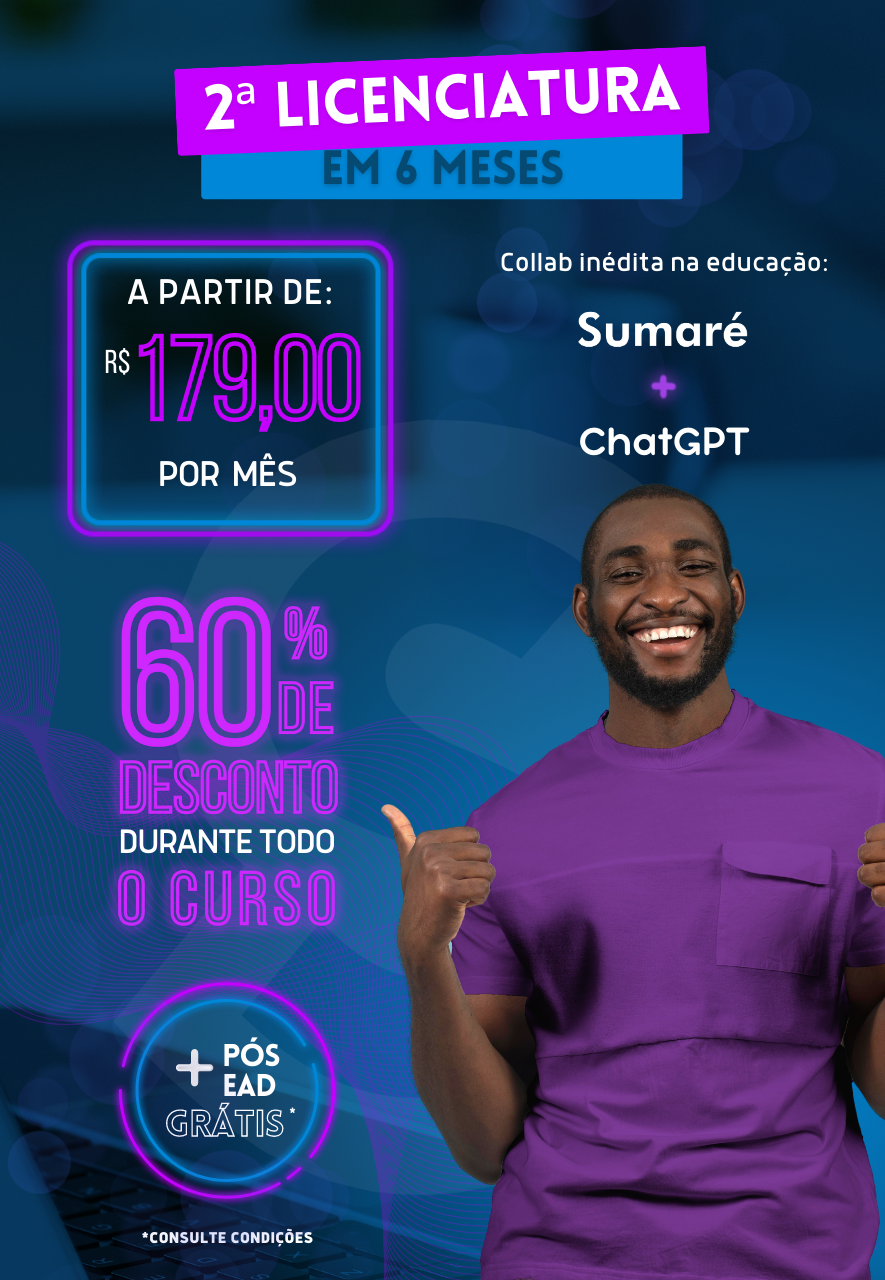 2ª LICENCIATURA
EM 6 MESES
A PARTIR DE:
R$ 179,00
POR MÊS
Collab inédita na educação:
Sumaré
+
ChatGPT
60%
DE
DESCONTO
DURANTE TODO
O CURSO
+ PÓS
EAD
GRÁTIS*
*CONSULTE CONDIÇÕES